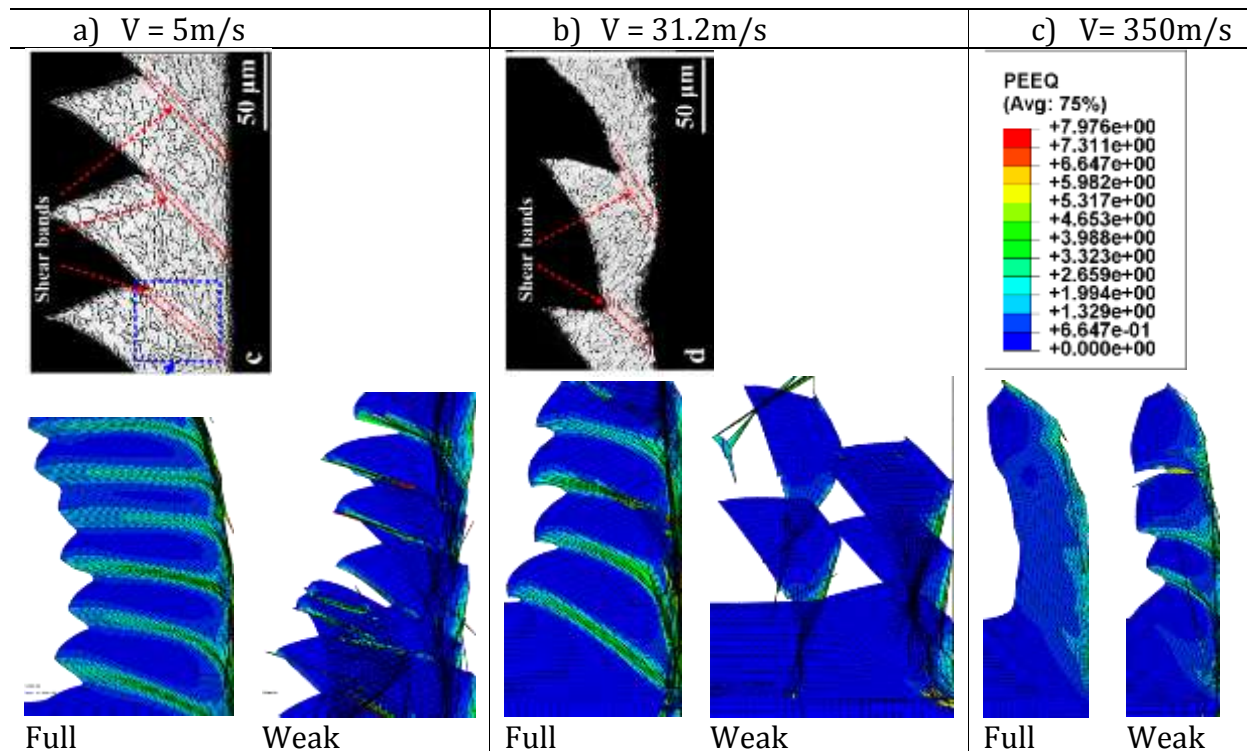 a) V = 5m/s
b) V = 31.2m/s
c) V= 350m/s
Shear bands
50 µm
c
Shear bands
50 µm
d
PEEQ
(Avg: 75%)
+7.976e+00
+7.311e+00
+6.647e+00
+5.982e+00
+5.317e+00
+4.653e+00
+3.988e+00
+3.323e+00
+2.659e+00
+1.994e+00
+1.329e+00
+6.647e-01
+0.000e+00
Full
Weak
Full
Weak
Full
Weak